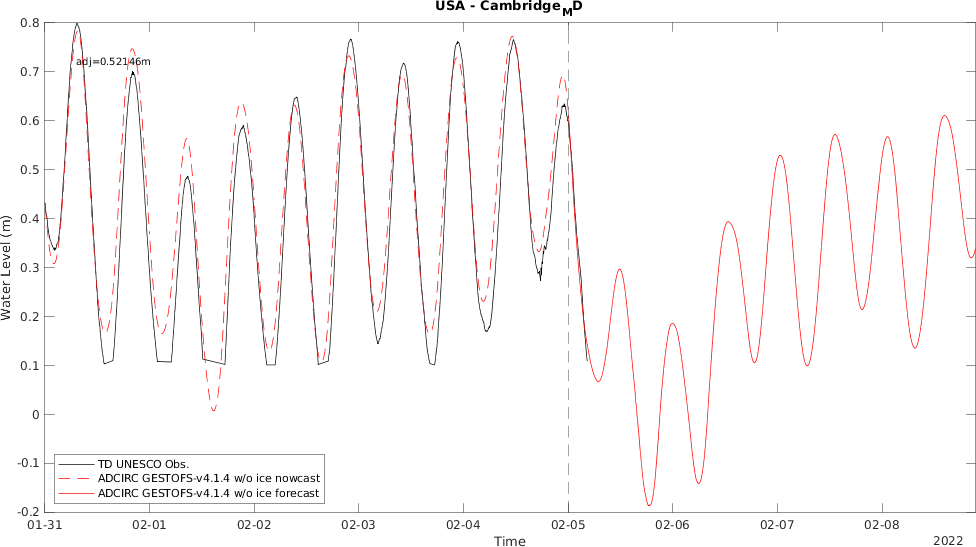 USA - Cambridge_MD
adj=0.52146m
Water Level (m)
0.8
0.7
0.6
0.5
0.4
0.3
0.2
0.1
0
-0.1
-0.2
TD UNESCO Obs.
ADCIRC GESTOFS-v4.1.4 w/o ice nowcast
ADCIRC GESTOFS-v4.1.4 w/o ice forecast
01-31 02-01 02-02 02-03 02-04 02-05 02-06 02-07 02-08
Time
2022